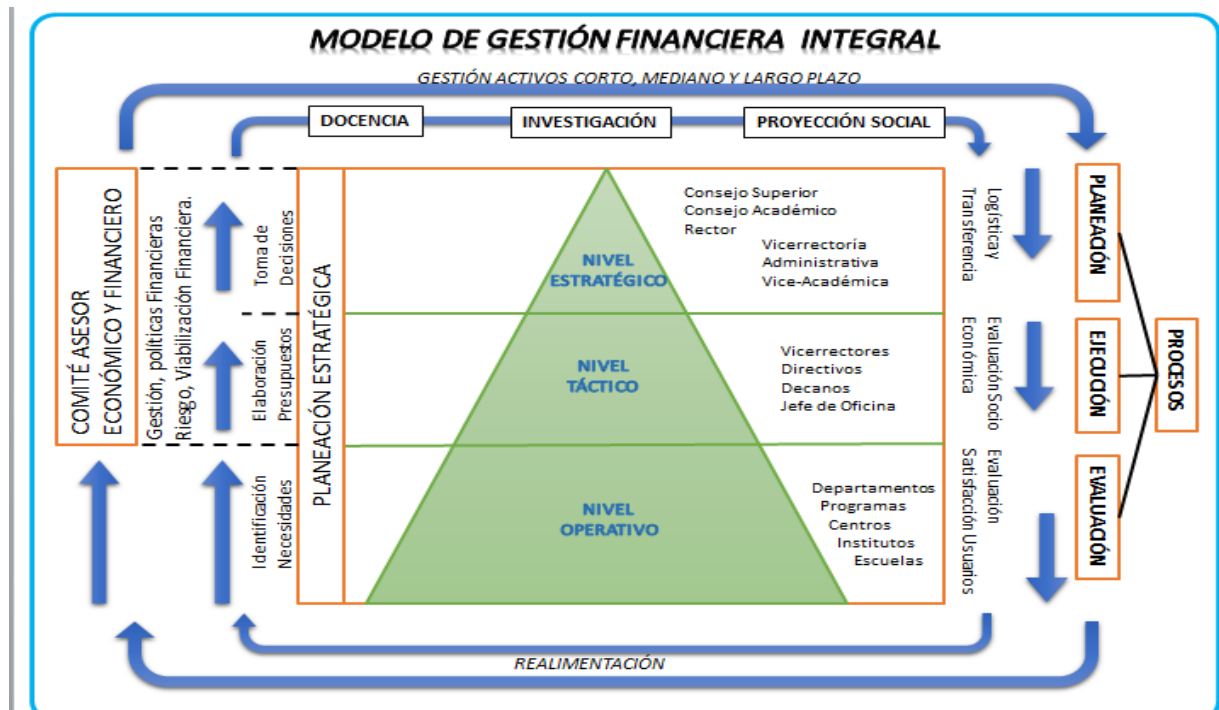 MODELO DE GESTIÓN FINANCIERA INTEGRAL
GESTIÓN ACTIVOS CORTO, MEDIANO Y LARGO PLAZO
DOCENCIA
INVESTIGACIÓN
PROYECCIÓN SOCIAL
COMITÉ ASESOR
ECONÓMICO Y FINANCIERO
Gestión, políticas Financieras
Riesgo, Viabilización Financiera.
Toma de
Decisiones
Elaboración
Presupuestos
Identificación
Necesidades
PLANEACIÓN ESTRATÉGICA
NIVEL
ESTRATÉGICO
Consejo Superior
Consejo Académico
Rector
Vicerrectoría
Administrativa
Vice-Académica
NIVEL
TÁCTICO
Vicerrectores
Directivos
Decanos
Jefe de Oficina
NIVEL
OPERATIVO
Departamentos
Programas
Centros
Institutos
Escuelas
Logística y
Transferencia
Evaluación Socio
Económica
Evaluación
Satisfacción Usuarios
PLANEACIÓN
EJECUCIÓN
EVALUACIÓN
PROCESOS
REALIMENTACIÓN